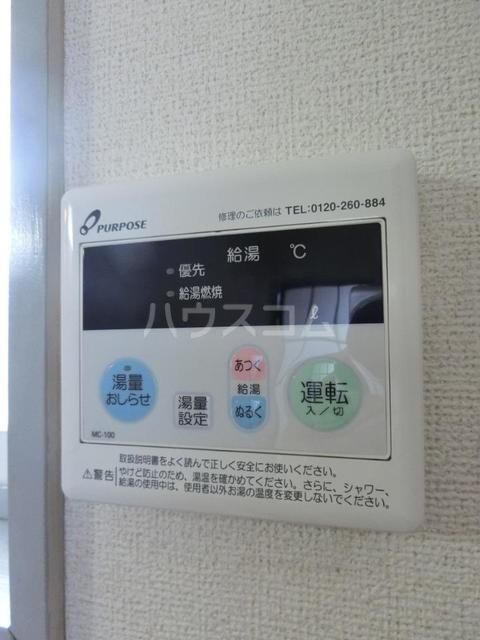 PURPOSE
修理のご依頼は TEL:0120-260-884
給湯 ℃
優先
給湯燃焼
ハウスコム
ℓ
湯量
おしらせ
湯量
設定
あつく
給湯
ぬるく
運転
入/切
MC-100
取扱説明書をよく読んで正しく安全にお使いください。
⚠警告 やけど防止のため、湯温を確かめてください。さらに、シャワー、
給湯の使用中は、使用者以外お湯の温度を変更しないでください。